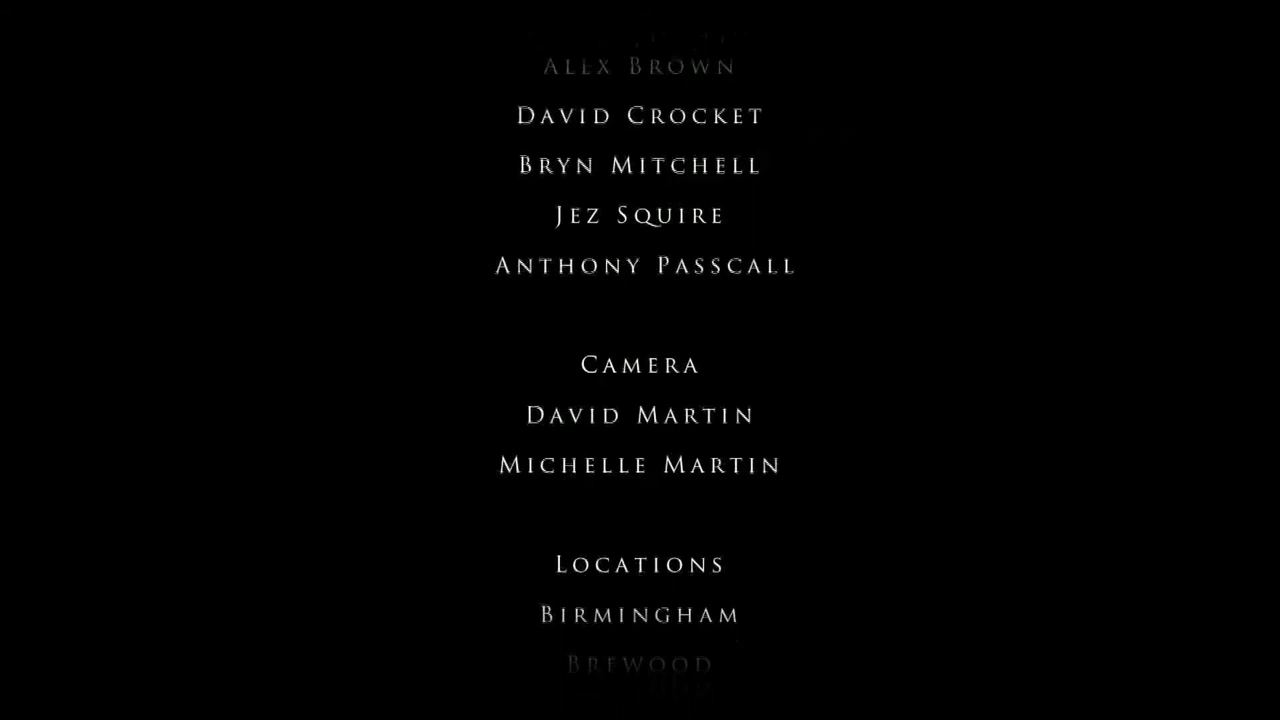 Alex Brown
David Crocket
Bryn Mitchell
Jez Squire
Anthony Passcall
Camera
David Martin
Michelle Martin
Locations
Birmingham
Brewood